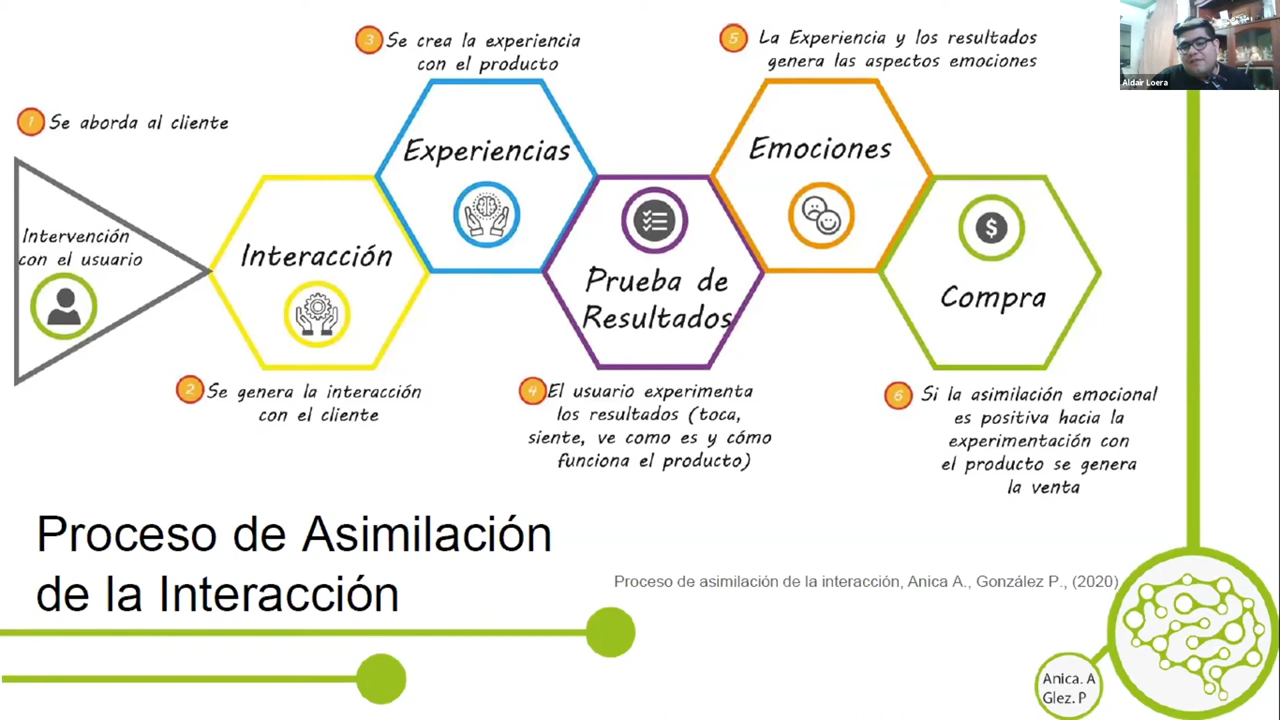 1 Se aborda al cliente
Intervención
con el usuario
Interacción
2 Se genera la interacción
con el cliente
3 Se crea la experiencia
con el producto
Experiencias
Prueba de
Resultados
4 El usuario experimenta
los resultados (toca,
siente, ve como es y cómo
funciona el producto)
5 La Experiencia y los resultados
genera las aspectos emociones
Emociones
$
Compra
6 Si la asimilación emocional
es positiva hacia la
experimentación con
el producto se genera
la venta
Aldair Loera
Proceso de Asimilación
de la Interacción
Proceso de asimilación de la interacción, Anica A., González P., (2020)
Anica. A
Glez. P